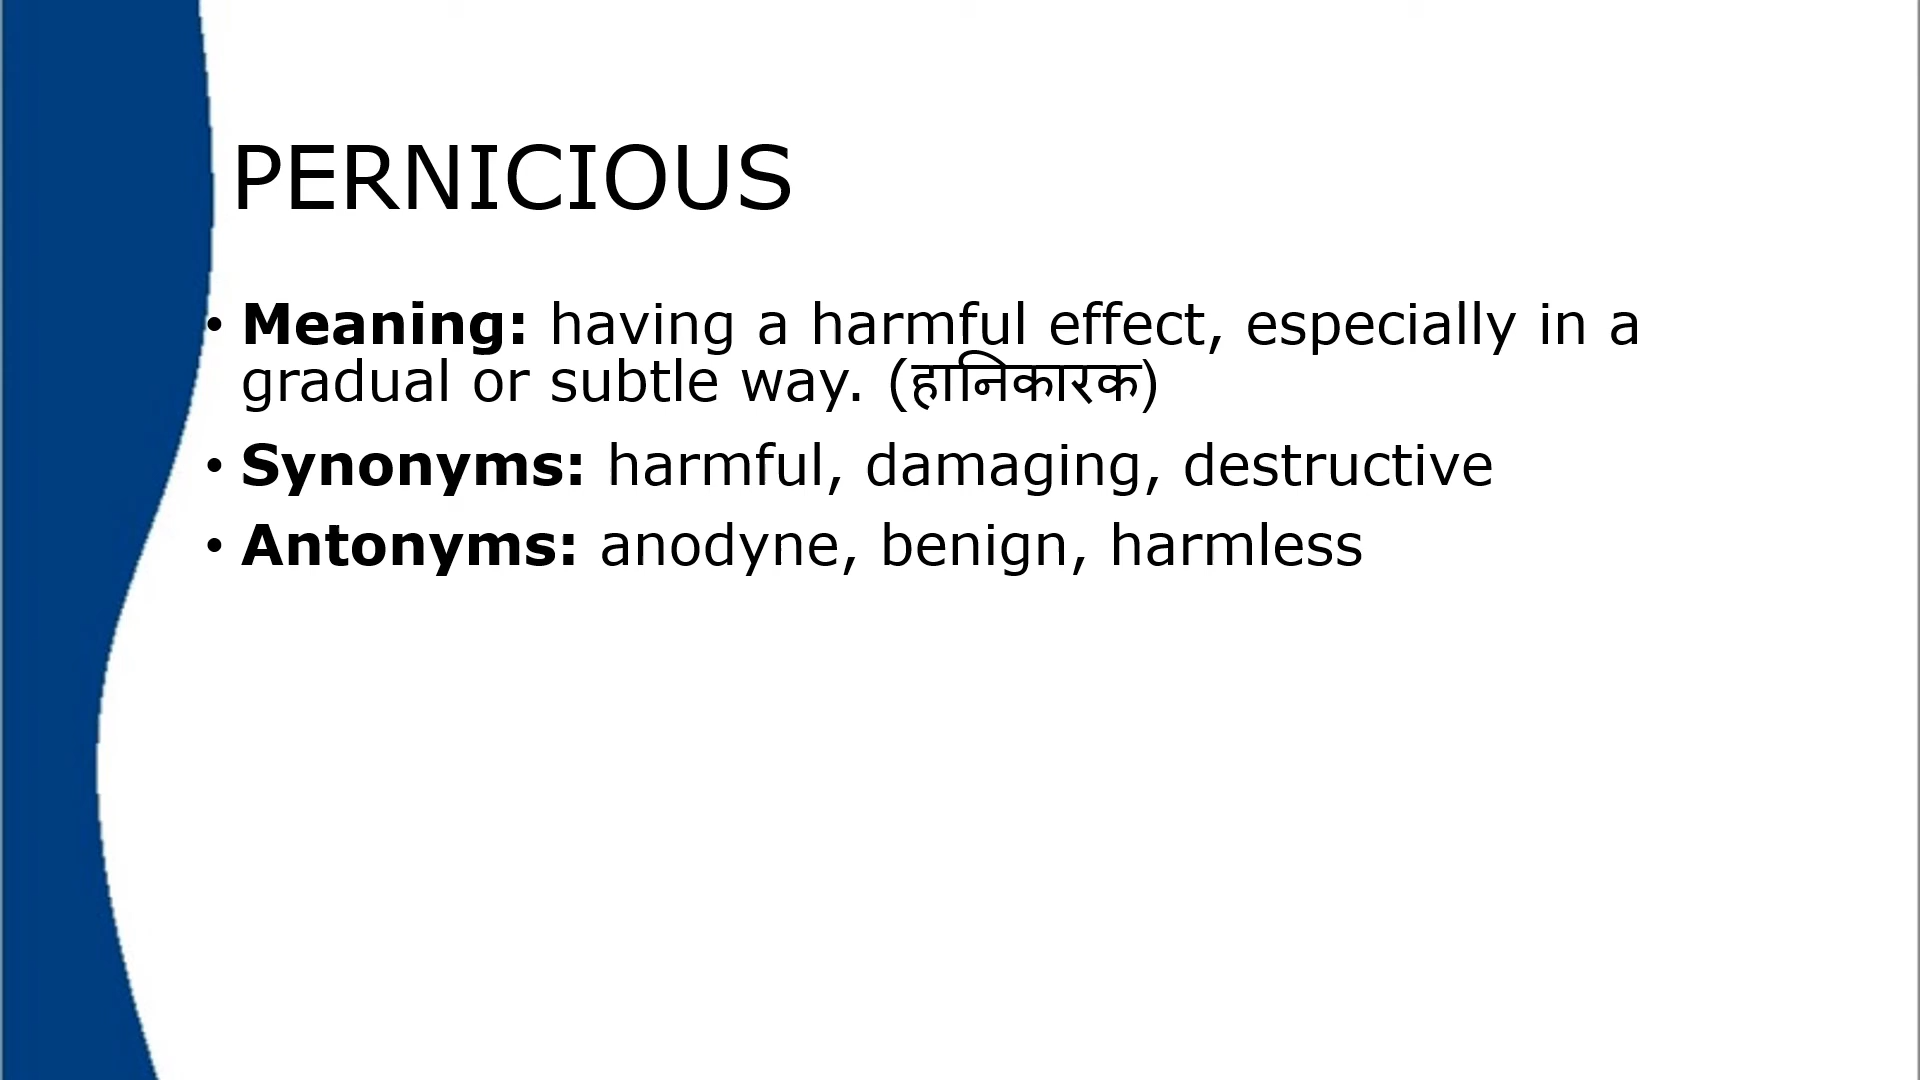 PERNICIOUS
• Meaning: having a harmful effect, especially in a
gradual or subtle way. (हानिकारक)
• Synonyms: harmful, damaging, destructive
• Antonyms: anodyne, benign, harmless